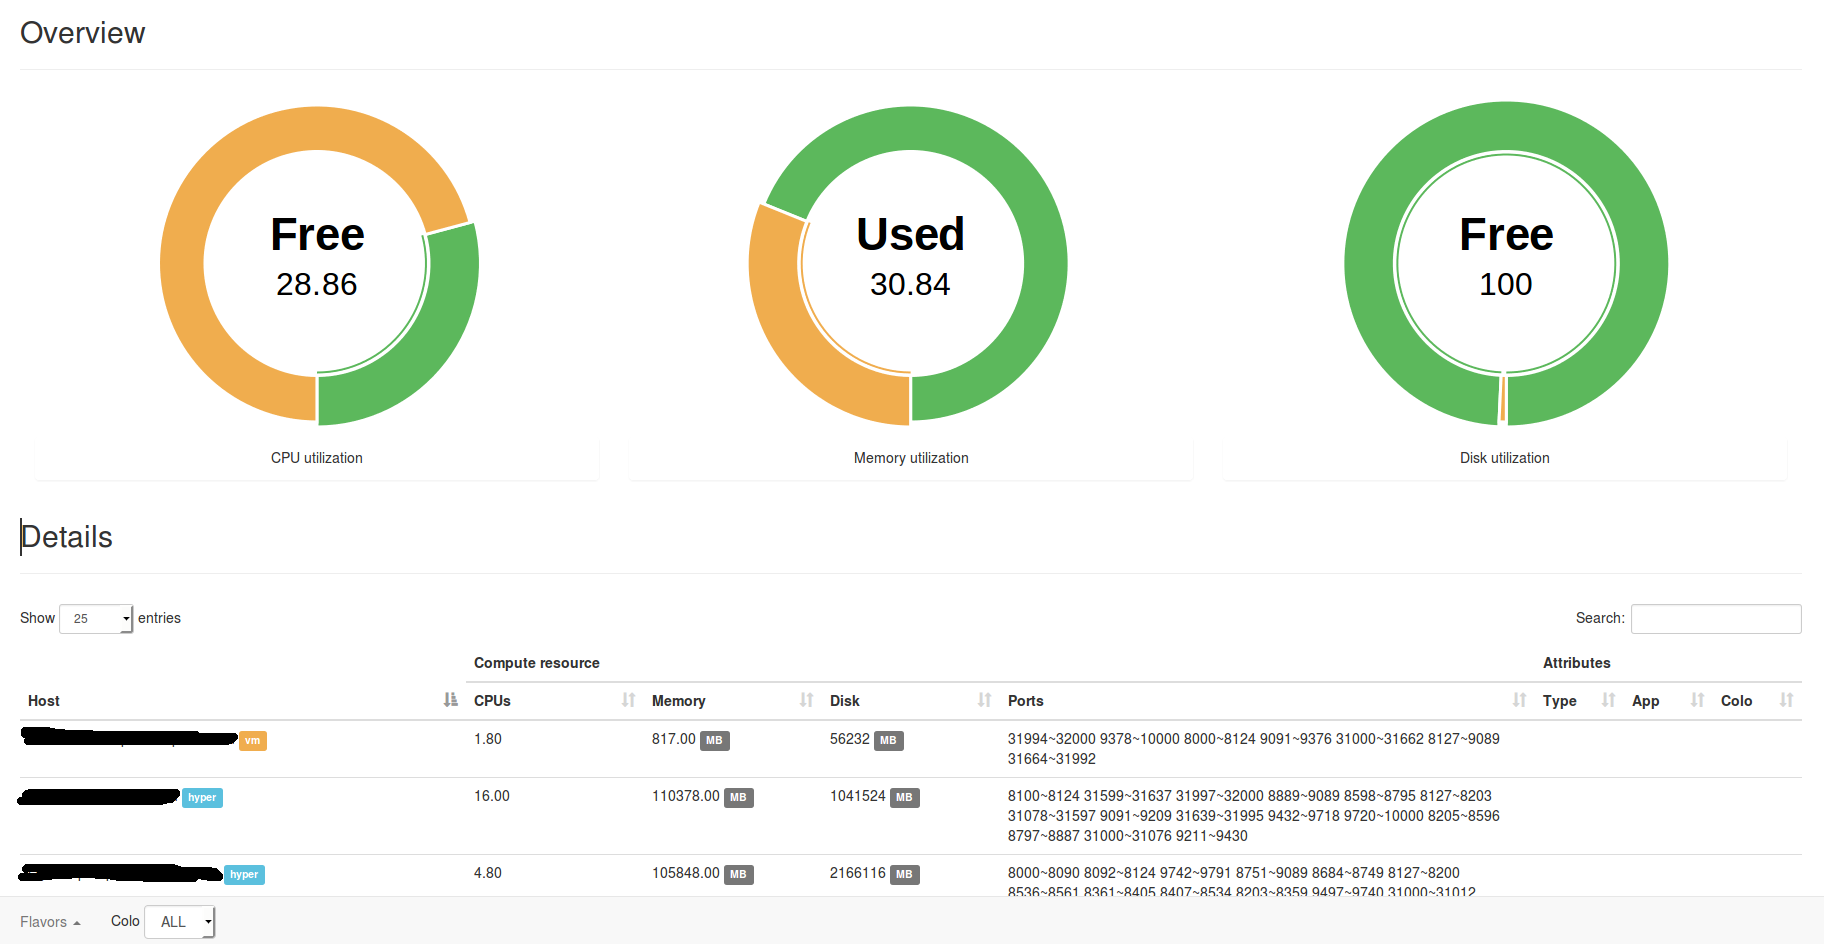 Overview
Free
28.86
Used
30.84
Free
100
CPU utilization
Memory utilization
Disk utilization
Details
Show 25 entries
Search:
Compute resource
Attributes
Host CPUs Memory Disk Ports Type App Colo
vm 1.80 817.00 MB 56232 MB 31994~32000 9378~10000 8000~8124 9091~9376 31000~31662 8127~9089
31664~31992
hyper 16.00 110378.00 MB 1041524 MB 8100~8124 31599~31637 31997~32000 8889~9089 8598~8795 8127~8203
31078~31597 9091~9209 31639~31995 9432~9718 9720~10000 8205~8596
8797~8887 31000~31076 9211~9430
hyper 4.80 105848.00 MB 2166116 MB 8000~8090 8092~8124 9742~9791 8751~9089 8684~8749 8127~8200
8536~8561 8361~8405 8407~8534 8203~8359 9497~9740 31000~31012
Flavors Colo ALL